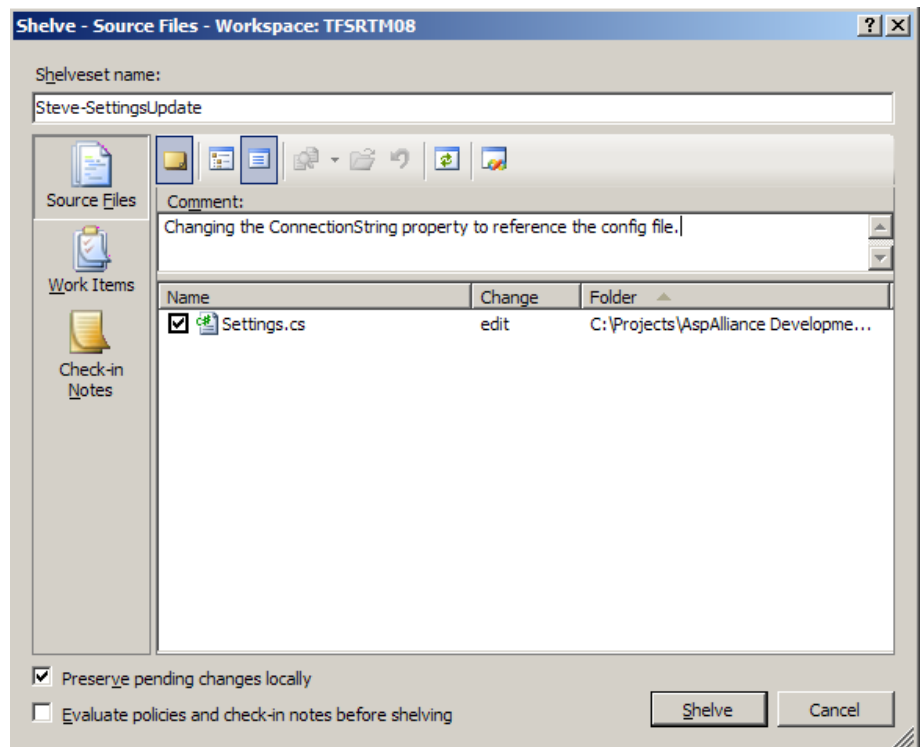 Shelve - Source Files - Workspace: TFSRTM08
Shelveset name:
Steve-SettingsUpdate
Source Files
Work Items
Check-in
Notes
Comment:
Changing the ConnectionString property to reference the config file.
Name Change Folder
Settings.cs edit C:\Projects\AspAlliance Developme...
Preserve pending changes locally
Evaluate policies and check-in notes before shelving
Shelve Cancel